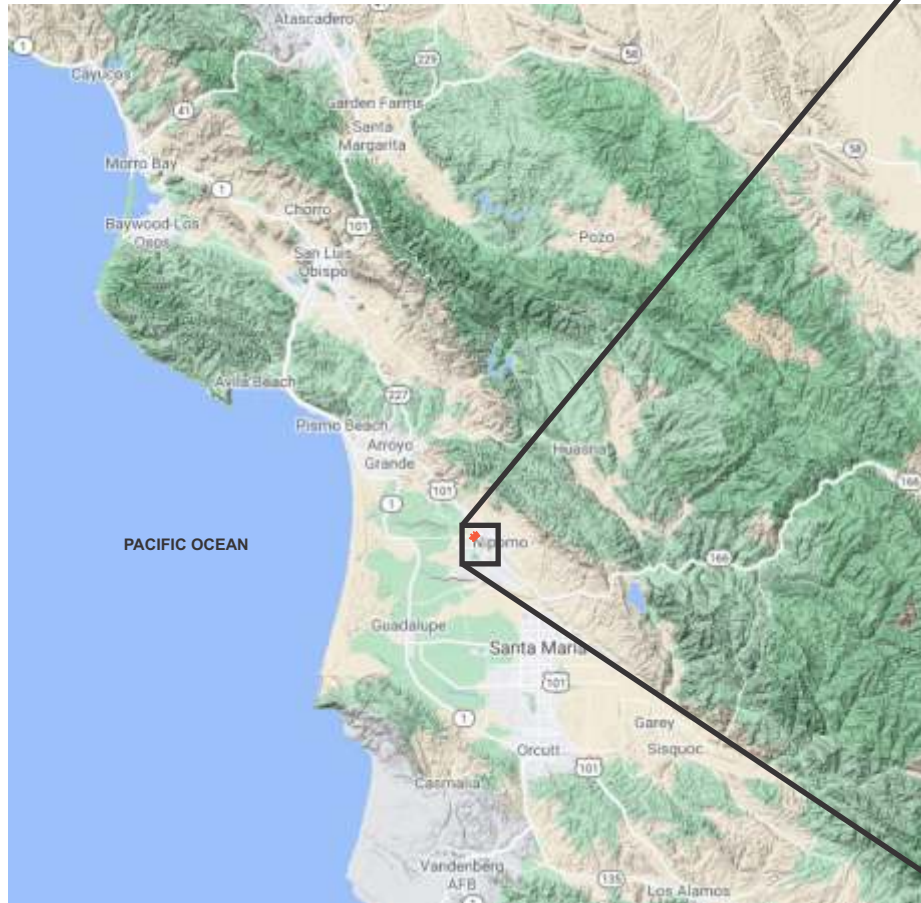 Atascadero
1
229
58
Cayucos
41
Garden Farms
Santa
Margarita
58
Morro Bay
1
Chorro
101
Baywood-Los
Osos
Pozo
San Luis
Obispo
Avila Beach
227
Pismo Beach
Arroyo
Grande
Huasna
101
1
166
PACIFIC OCEAN
Nipomo
166
Guadalupe
Santa Maria
101
1
Garey
Orcutt
Sisquoc
101
Casmalia
Vandenberg
AFB
135
Los Alamos